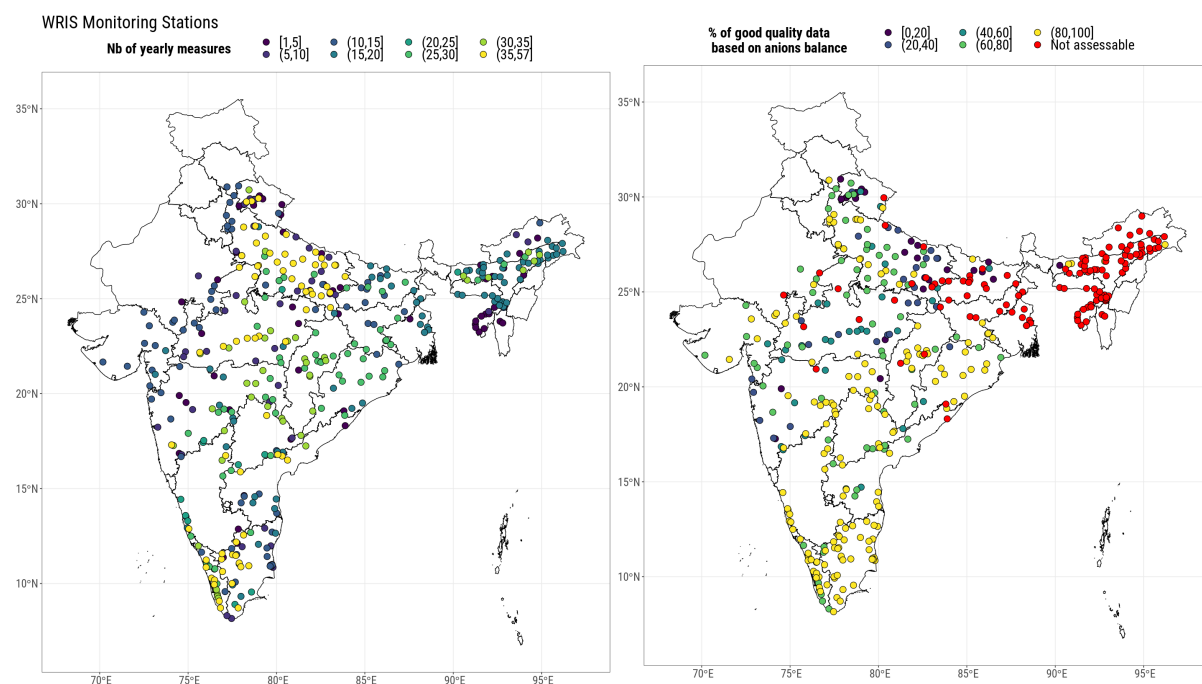 WRIS Monitoring Stations
Nb of yearly measures
[1,5]
(5,10]
(10,15]
(15,20]
(20,25]
(25,30]
(30,35]
(35,57]
35°N
30°N
25°N
20°N
15°N
10°N
70°E
75°E
80°E
85°E
90°E
95°E
% of good quality data
based on anions balance
[0,20]
(20,40]
(40,60]
(60,80]
(80,100]
Not assessable
35°N
30°N
25°N
20°N
15°N
10°N
70°E
75°E
80°E
85°E
90°E
95°E